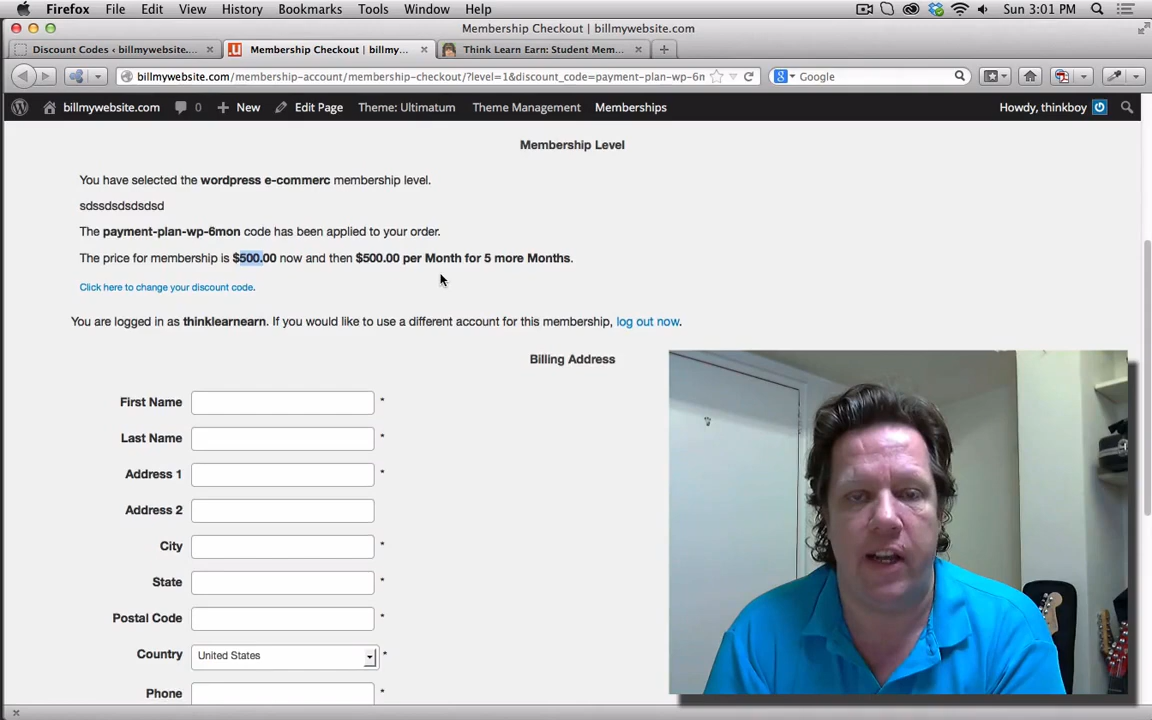 Firefox File Edit View History Bookmarks Tools Window Help Sun 3:01 PM
Membership Checkout | billmywebsite.com
Discount Codes ‹ billmywebsite.... Membership Checkout | billmy... Think Learn Earn: Student Mem...
billmywebsite.com/membership-account/membership-checkout/?level=1&discount_code=payment-plan-wp-6n Google
billmywebsite.com 0 New Edit Page Theme: Ultimatum Theme Management Memberships Howdy, thinkboy
Membership Level
You have selected the wordpress e-commerc membership level.
sdssdsdsdsdsd
The payment-plan-wp-6mon code has been applied to your order.
The price for membership is $500.00 now and then $500.00 per Month for 5 more Months.
Click here to change your discount code.
You are logged in as thinklearnearn. If you would like to use a different account for this membership, log out now.
Billing Address
First Name *
Last Name *
Address 1 *
Address 2
City *
State *
Postal Code *
Country United States *
Phone *